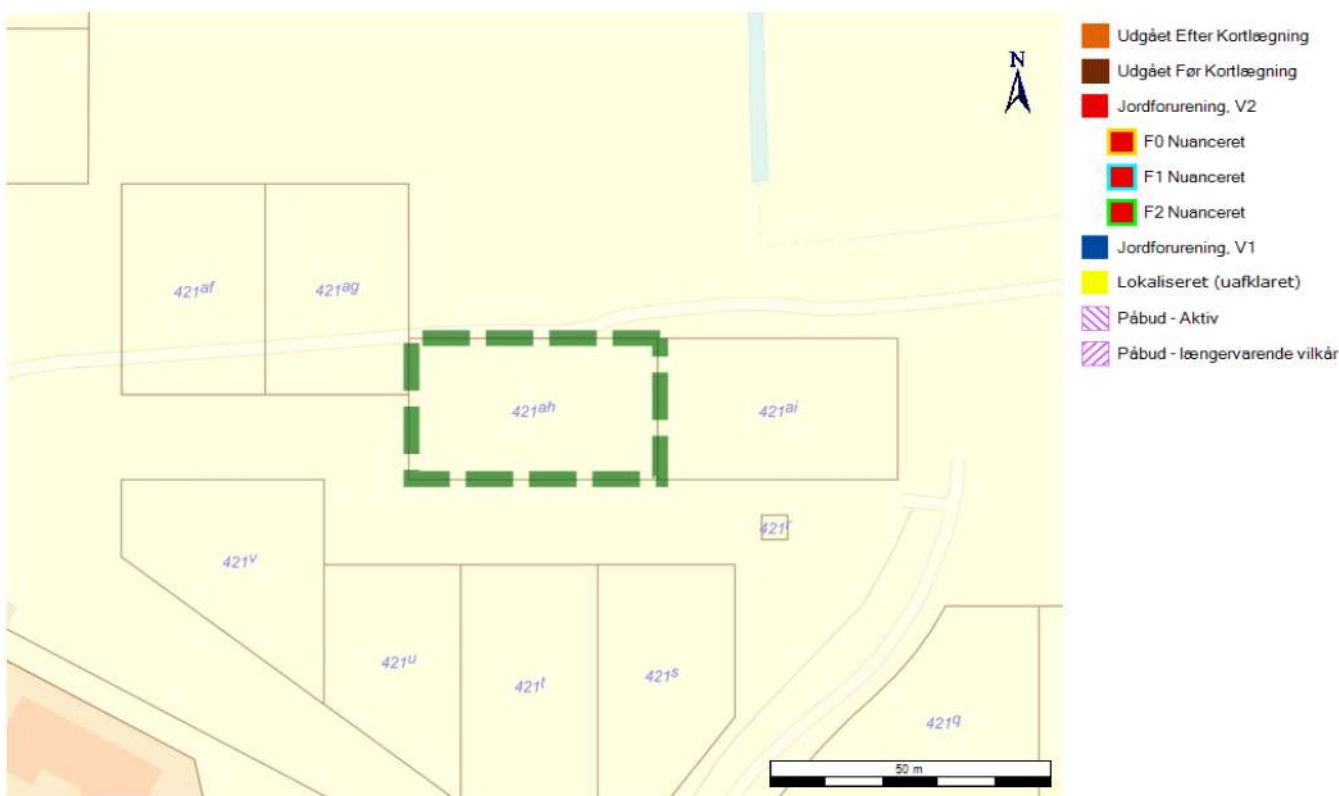 N
421af
421ag
421ah
421ai
421r
421v
421u
421t
421s
421q
50 m
Udgået Efter Kortlægning
Udgået Før Kortlægning
Jordforurening, V2
F0 Nuanceret
F1 Nuanceret
F2 Nuanceret
Jordforurening, V1
Lokaliseret (uafklaret)
Påbud - Aktiv
Påbud - længervarende vilkår